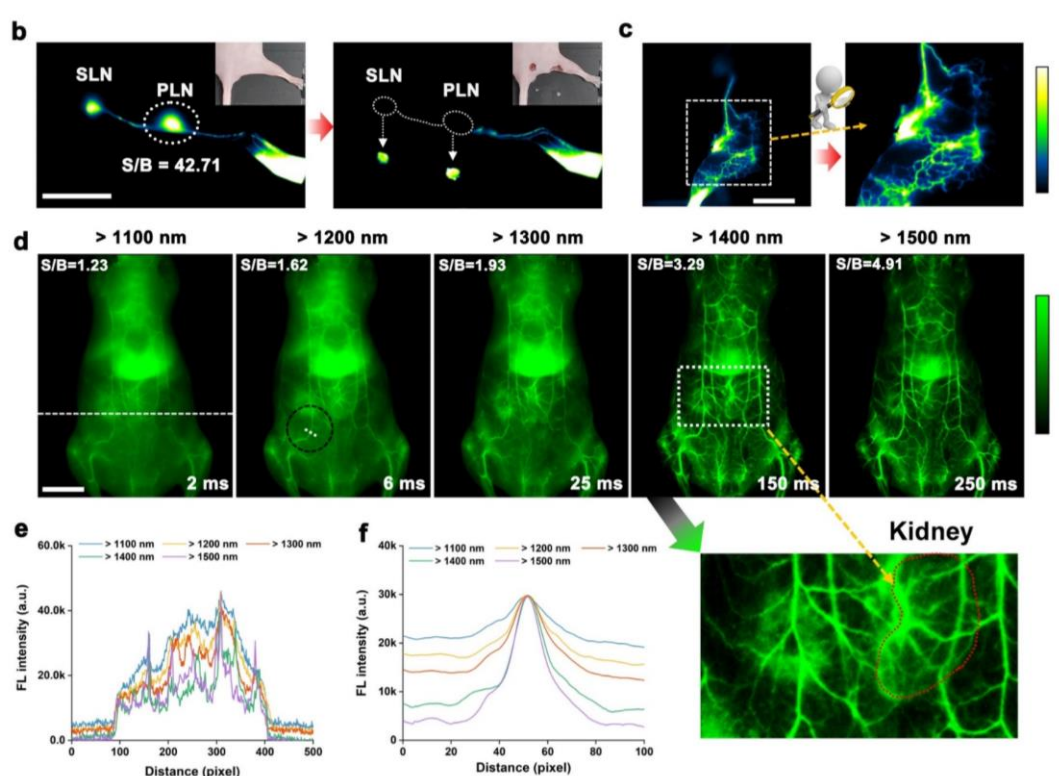 b
SLN
PLN
S/B = 42.71
SLN
PLN
c
d
> 1100 nm
> 1200 nm
> 1300 nm
> 1400 nm
> 1500 nm
S/B=1.23
S/B=1.62
S/B=1.93
S/B=3.29
S/B=4.91
2 ms
6 ms
25 ms
150 ms
250 ms
e
> 1100 nm
> 1200 nm
> 1300 nm
> 1400 nm
> 1500 nm
60.0k
40.0k
20.0k
0.0
FL intensity (a.u.)
0 100 200 300 400 500
Distance (pixel)
f
> 1100 nm
> 1200 nm
> 1300 nm
> 1400 nm
> 1500 nm
40k
30k
20k
10k
0
FL intensity (a.u.)
0 20 40 60 80 100
Distance (pixel)
Kidney